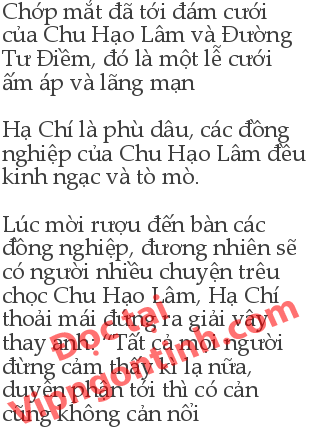 Chớp mắt đã tới đám cưới
của Chu Hạo Lâm và Đường
Tư Điềm, đó là một lễ cưới
ấm áp và lãng mạn
Hạ Chí là phù dâu, các đồng
nghiệp của Chu Hạo Lâm đều
kinh ngạc và tò mò.
Lúc mời rượu đến bàn các
đồng nghiệp, đương nhiên sẽ
có người nhiều chuyện trêu
chọc Chu Hạo Lâm, Hạ Chí
thoải mái đứng ra giải vây
thay anh: “Tất cả mọi người
đừng cảm thấy kì lạ nữa,
duyên phận tới thì có cản
cũng không cản nổi
Đọc tại
Vipngontinh.com